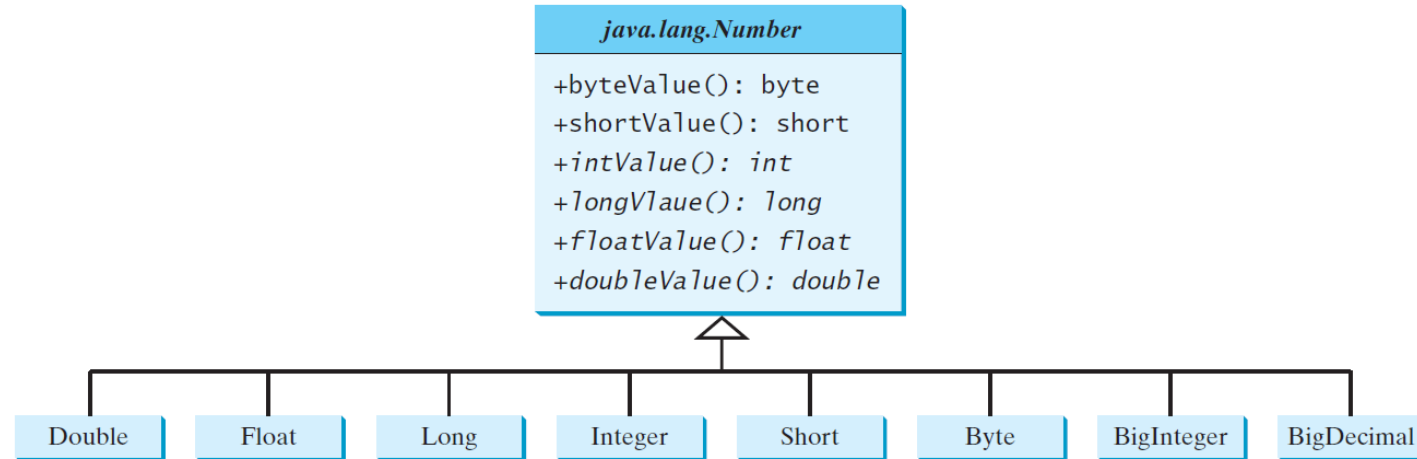 java.lang.Number
+byteValue(): byte
+shortValue(): short
+intValue(): int
+longVlaue(): long
+floatValue(): float
+doubleValue(): double
Double Float Long Integer Short Byte BigInteger BigDecimal